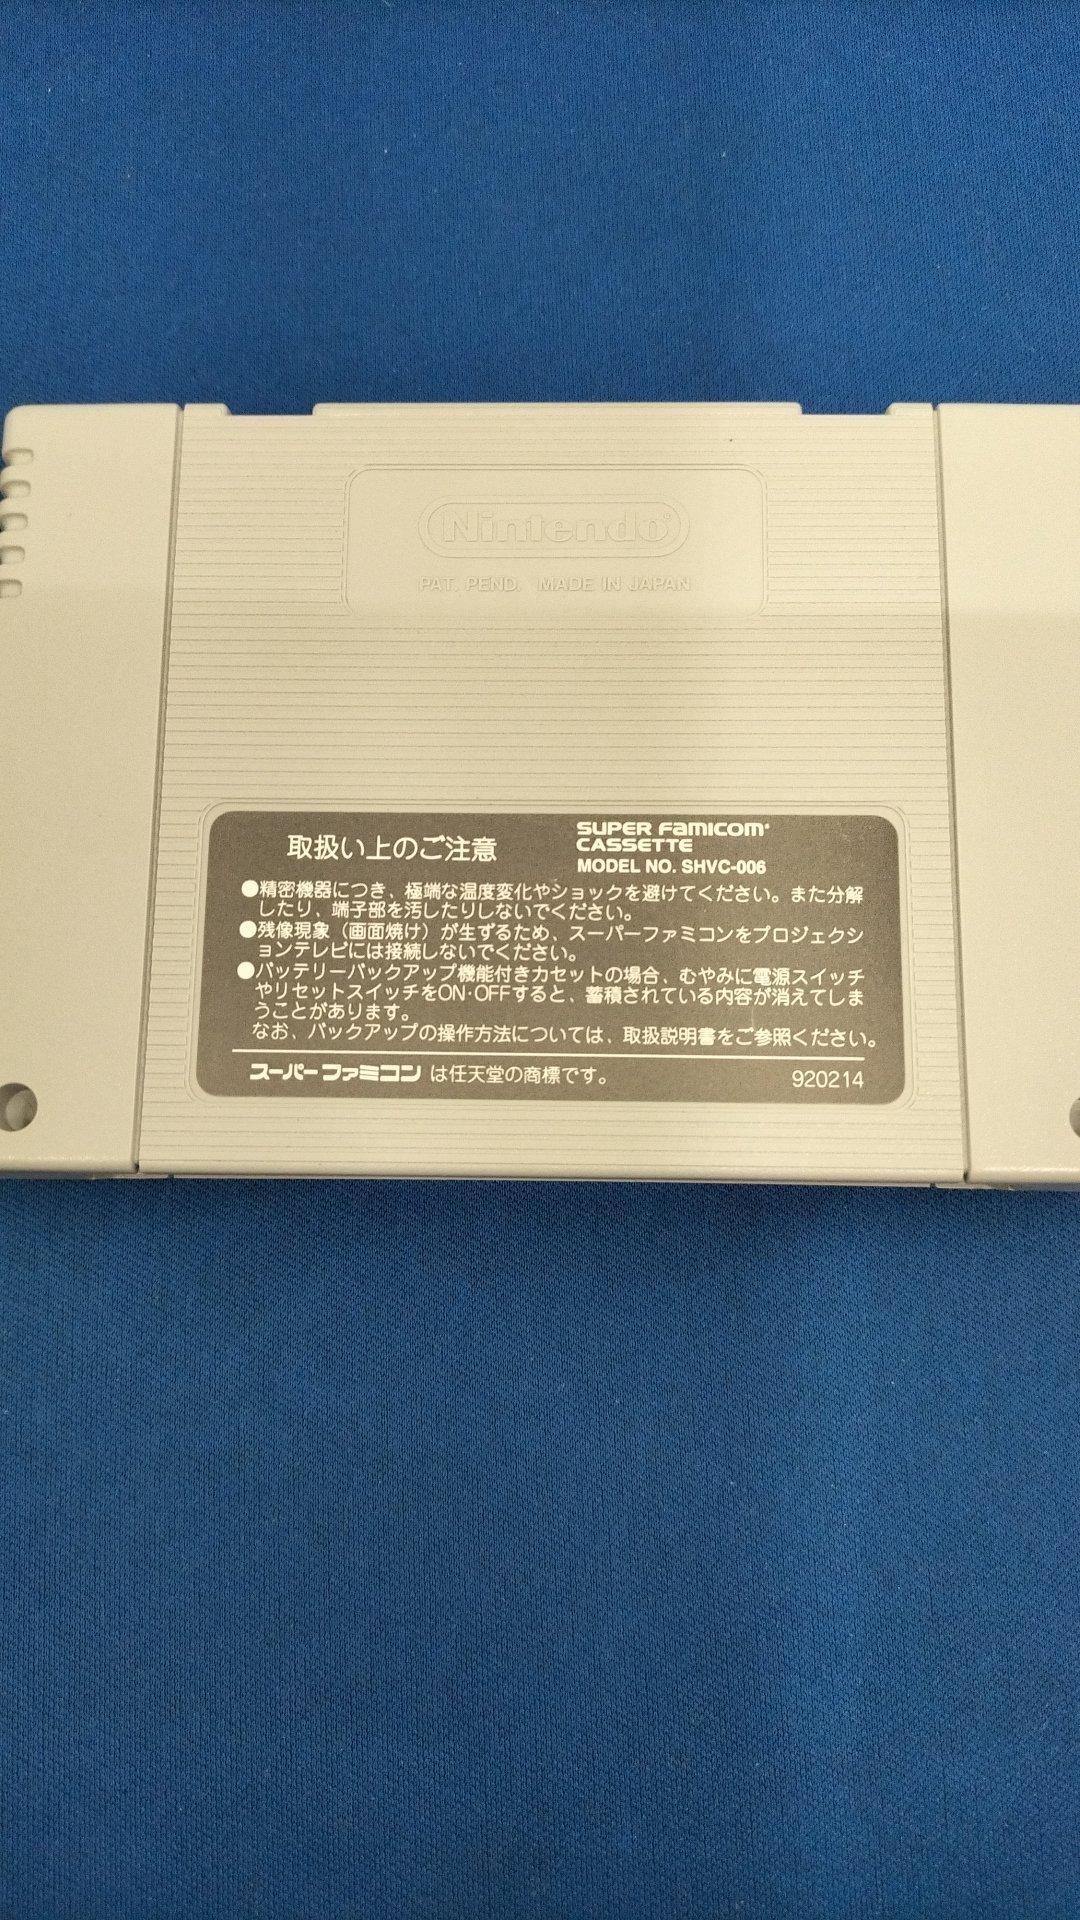 Nintendo®
PAT. PEND. MADE IN JAPAN
取扱い上のご注意
SUPER FAMICOM®
CASSETTE
MODEL NO. SHVC-006
●精密機器につき、極端な温度変化やショックを避けてください。また分解
したり、端子部を汚したりしないでください。
●残像現象（画面焼け）が生ずるため、スーパーファミコンをプロジェクシ
ョンテレビには接続しないでください。
●バッテリーバックアップ機能付きカセットの場合、むやみに電源スイッチ
やリセットスイッチをON·OFFすると、蓄積されている内容が消えてしま
うことがあります。
なお、バックアップの操作方法については、取扱説明書をご参照ください。
スーパーファミコン は任天堂の商標です。
920214